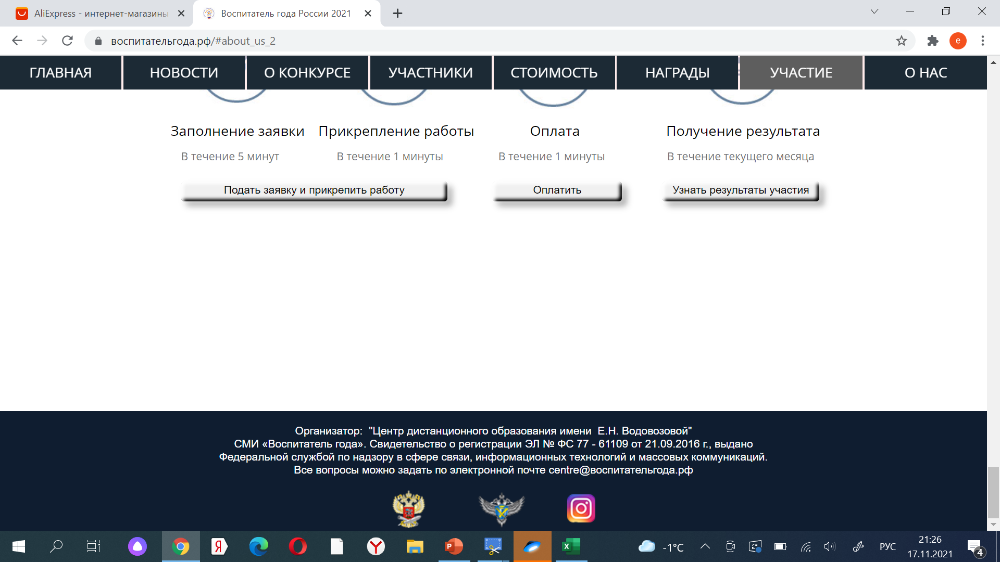 AliExpress - интернет-магазины
Воспитатель года России 2021
воспитательгода.рф/#about_us_2
e
ГЛАВНАЯ
НОВОСТИ
О КОНКУРСЕ
УЧАСТНИКИ
СТОИМОСТЬ
НАГРАДЫ
УЧАСТИЕ
О НАС
Заполнение заявки
Прикрепление работы
Оплата
Получение результата
В течение 5 минут
В течение 1 минуты
В течение 1 минуты
В течение текущего месяца
Подать заявку и прикрепить работу
Оплатить
Узнать результаты участия
Организатор:  "Центр дистанционного образования имени  Е.Н. Водовозовой"
СМИ «Воспитатель года». Свидетельство о регистрации ЭЛ № ФС 77 - 61109 от 21.09.2016 г., выдано
Федеральной службой по надзору в сфере связи, информационных технологий и массовых коммуникаций.
Все вопросы можно задать по электронной почте centre@воспитательгода.рф
Я
Y
P
X
-1°C
РУС
21:26
17.11.2021
4